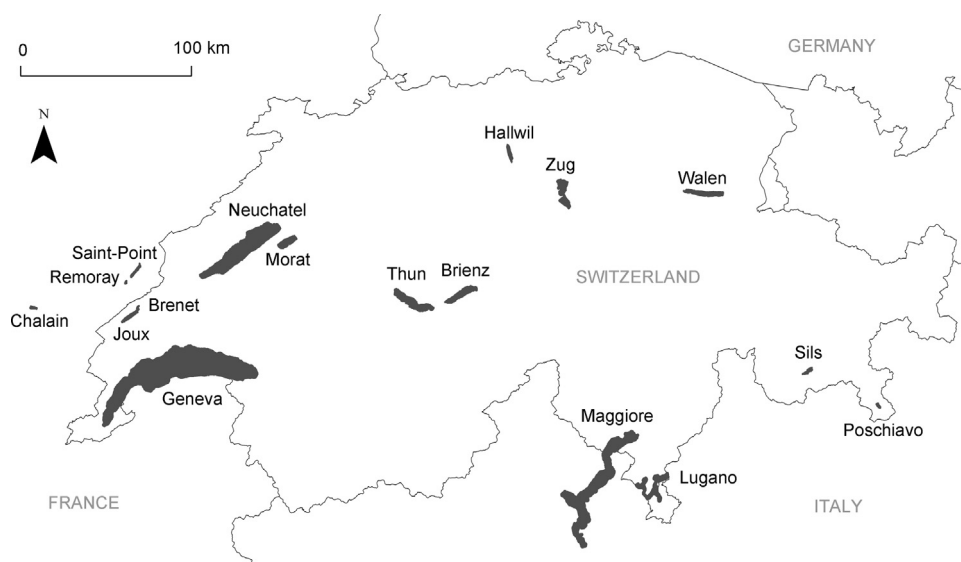 0 100 km
GERMANY
N
Hallwil
Zug
Walen
Neuchatel
Morat
Saint-Point
Remoray
Thun
Brienz
SWITZERLAND
Chalain
Brenet
Joux
Geneva
Sils
Maggiore
Poschiavo
Lugano
FRANCE
ITALY